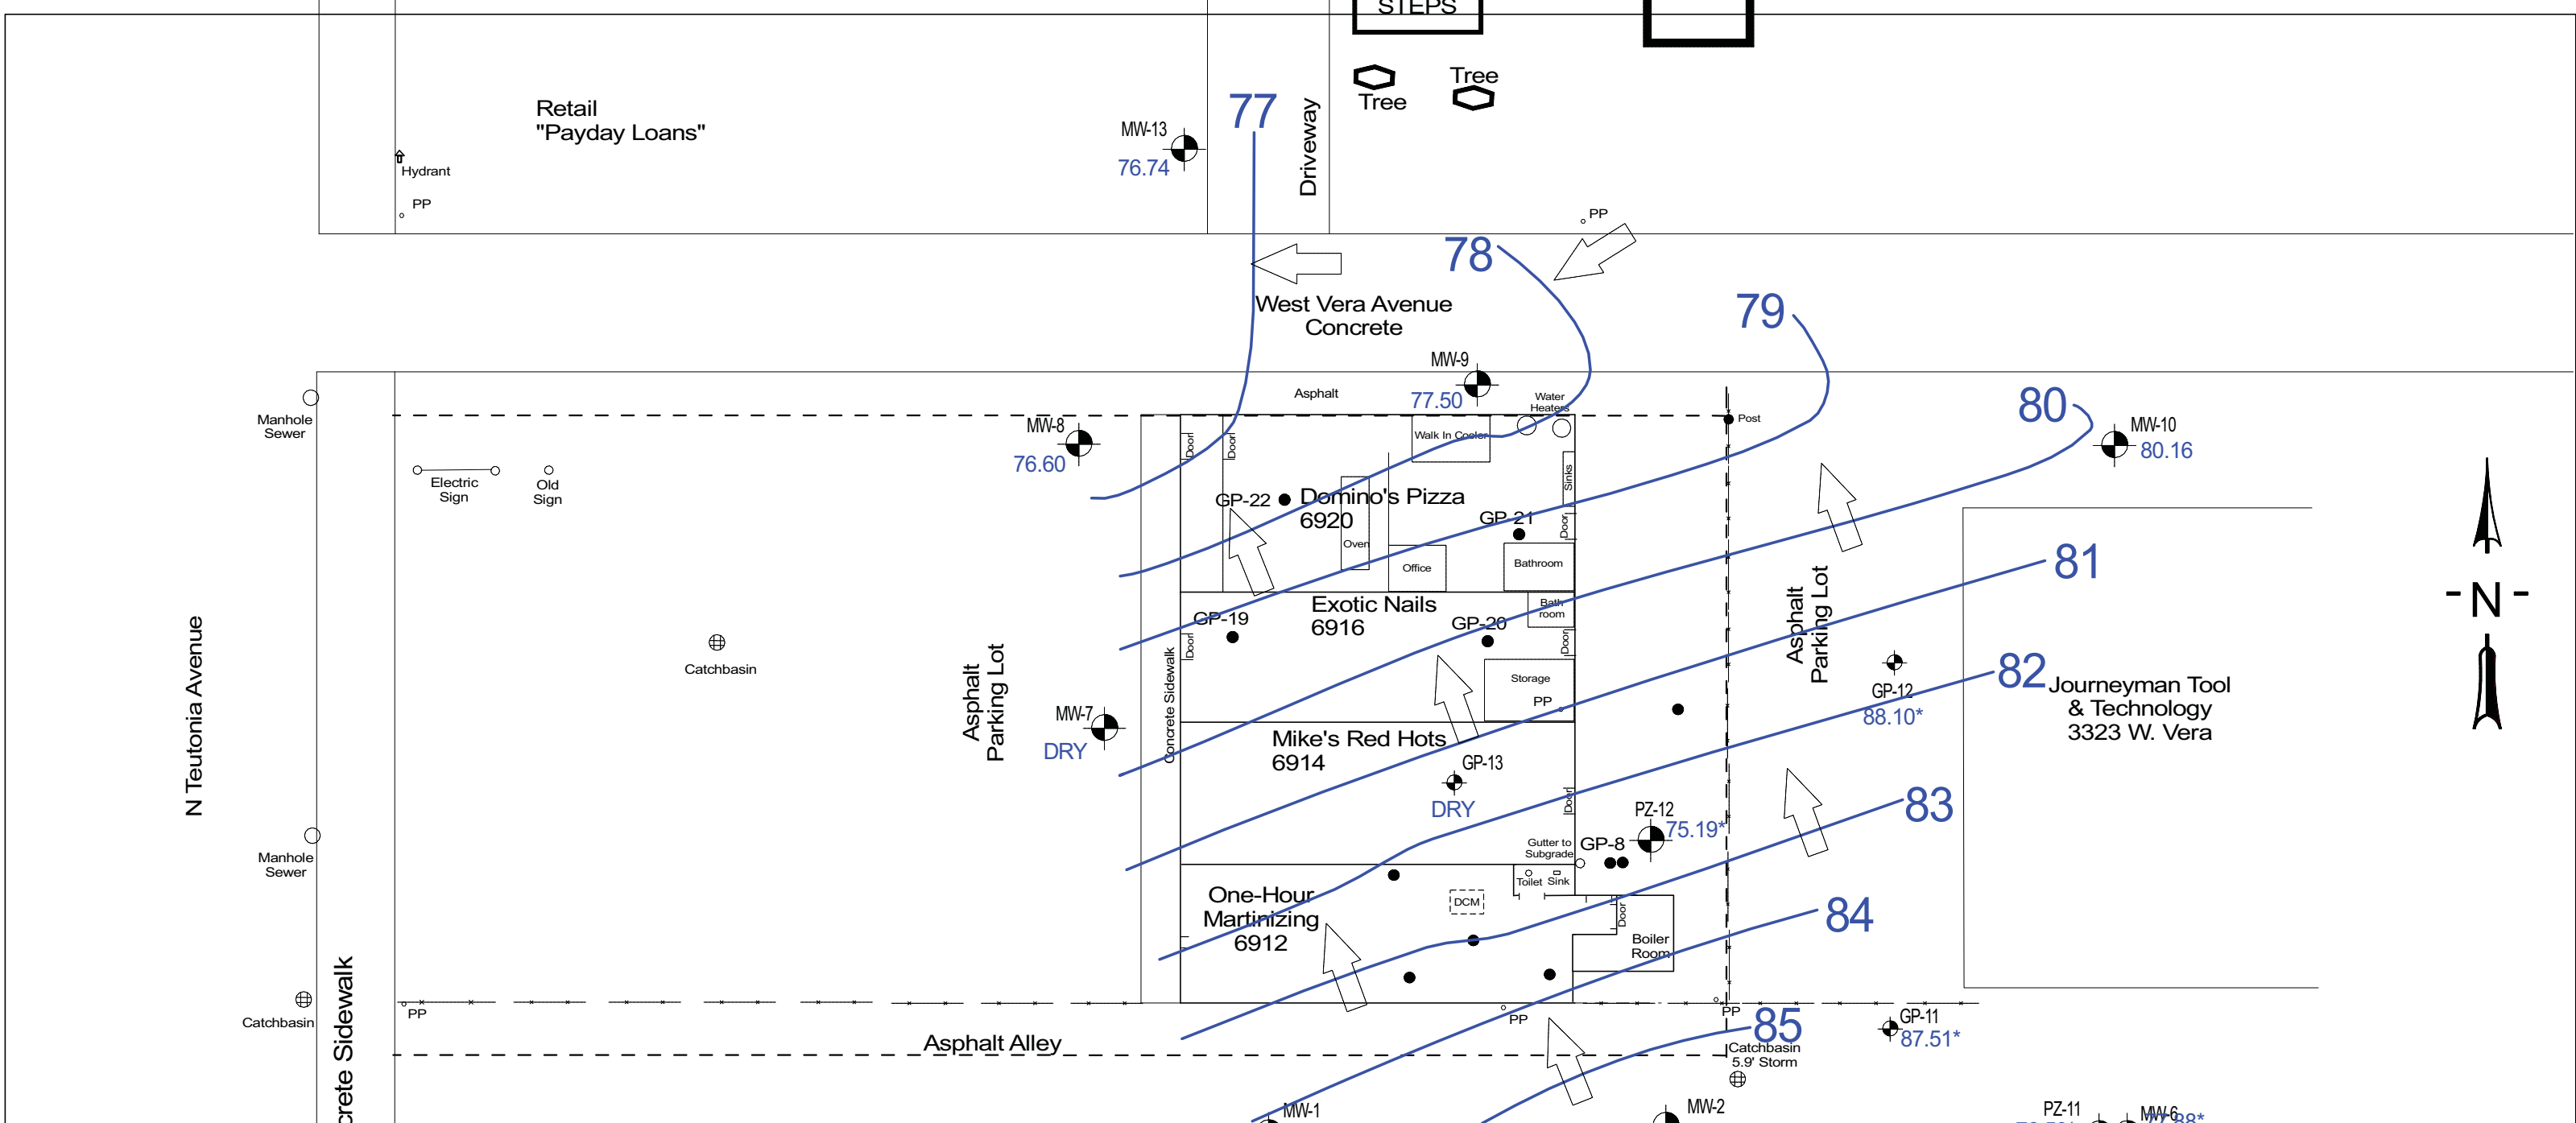 STEPS
Tree
Tree
77
Retail
"Payday Loans"
MW-13
76.74
Driveway
Hydrant
PP
PP
78
West Vera Avenue
Concrete
79
MW-9
77.50
Asphalt
Water
Heaters
80
Manhole
Sewer
MW-8
76.60
Door
Door
Walk In Cooler
Post
MW-10
80.16
Electric
Sign
Old
Sign
GP-22
Domino's Pizza
6920
Sinks
GP-21
Door
Oven
Office
Bathroom
81
Asphalt
Parking Lot
N
Exotic Nails
6916
Bath
room
GP-19
GP-20
Door
Door
N Teutonia Avenue
Catchbasin
Asphalt
Parking Lot
Concrete Sidewalk
Storage
PP
GP-12
88.10*
82
Journeyman Tool
& Technology
3323 W. Vera
MW-7
DRY
Mike's Red Hots
6914
GP-13
DRY
Door
PZ-12
75.19*
83
Manhole
Sewer
Gutter to
Subgrade
GP-8
Toilet
Sink
One-Hour
Martinizing
6912
DCM
Door
84
Boiler
Room
crete Sidewalk
Catchbasin
PP
PP
PP
85
GP-11
87.51*
Asphalt Alley
Catchbasin
5.9' Storm
MW-1
MW-2
PZ-11
MW-6